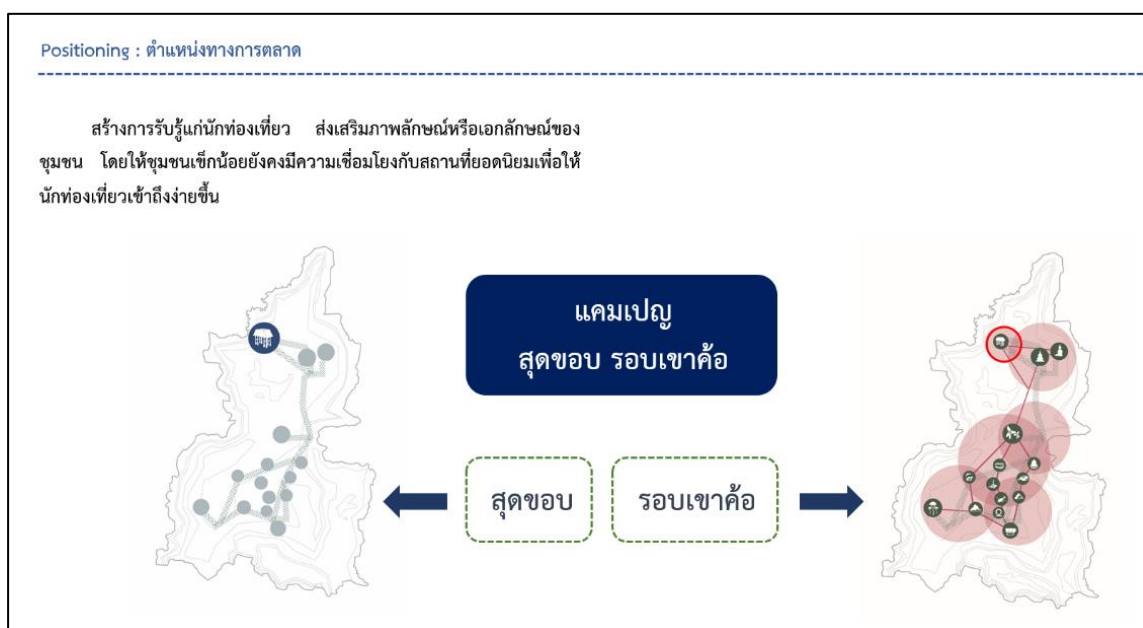 Positioning : ตำแหน่งทางการตลาด
สร้างการรับรู้แก่นักท่องเที่ยว ส่งเสริมภาพลักษณ์หรือเอกลักษณ์ของ
ชุมชน โดยให้ชุมชนเข็กน้อยยังคงมีความเชื่อมโยงกับสถานที่ยอดนิยมเพื่อให้
นักท่องเที่ยวเข้าถึงง่ายขึ้น
แคมเปญ
สุดขอบ รอบเขาค้อ
สุดขอบ
รอบเขาค้อ